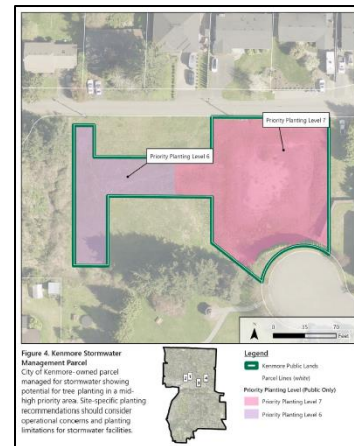 Priority Planting Level 7
Priority Planting Level 6
0 80
Feet
N
Figure 4. Kenmore Stormwater
Management Parcel
City of Kenmore-owned parcel
managed for stormwater showing
potential for tree planting in a mid-
high priority area. Site-specific planting
recommendations should consider
operational concerns and planting
limitations for stormwater facilities.
Legend
Kenmore Public Lands
Parcel Lines (white)
Priority Planting Level (Public Only)
Priority Planting Level 7
Priority Planting Level 6